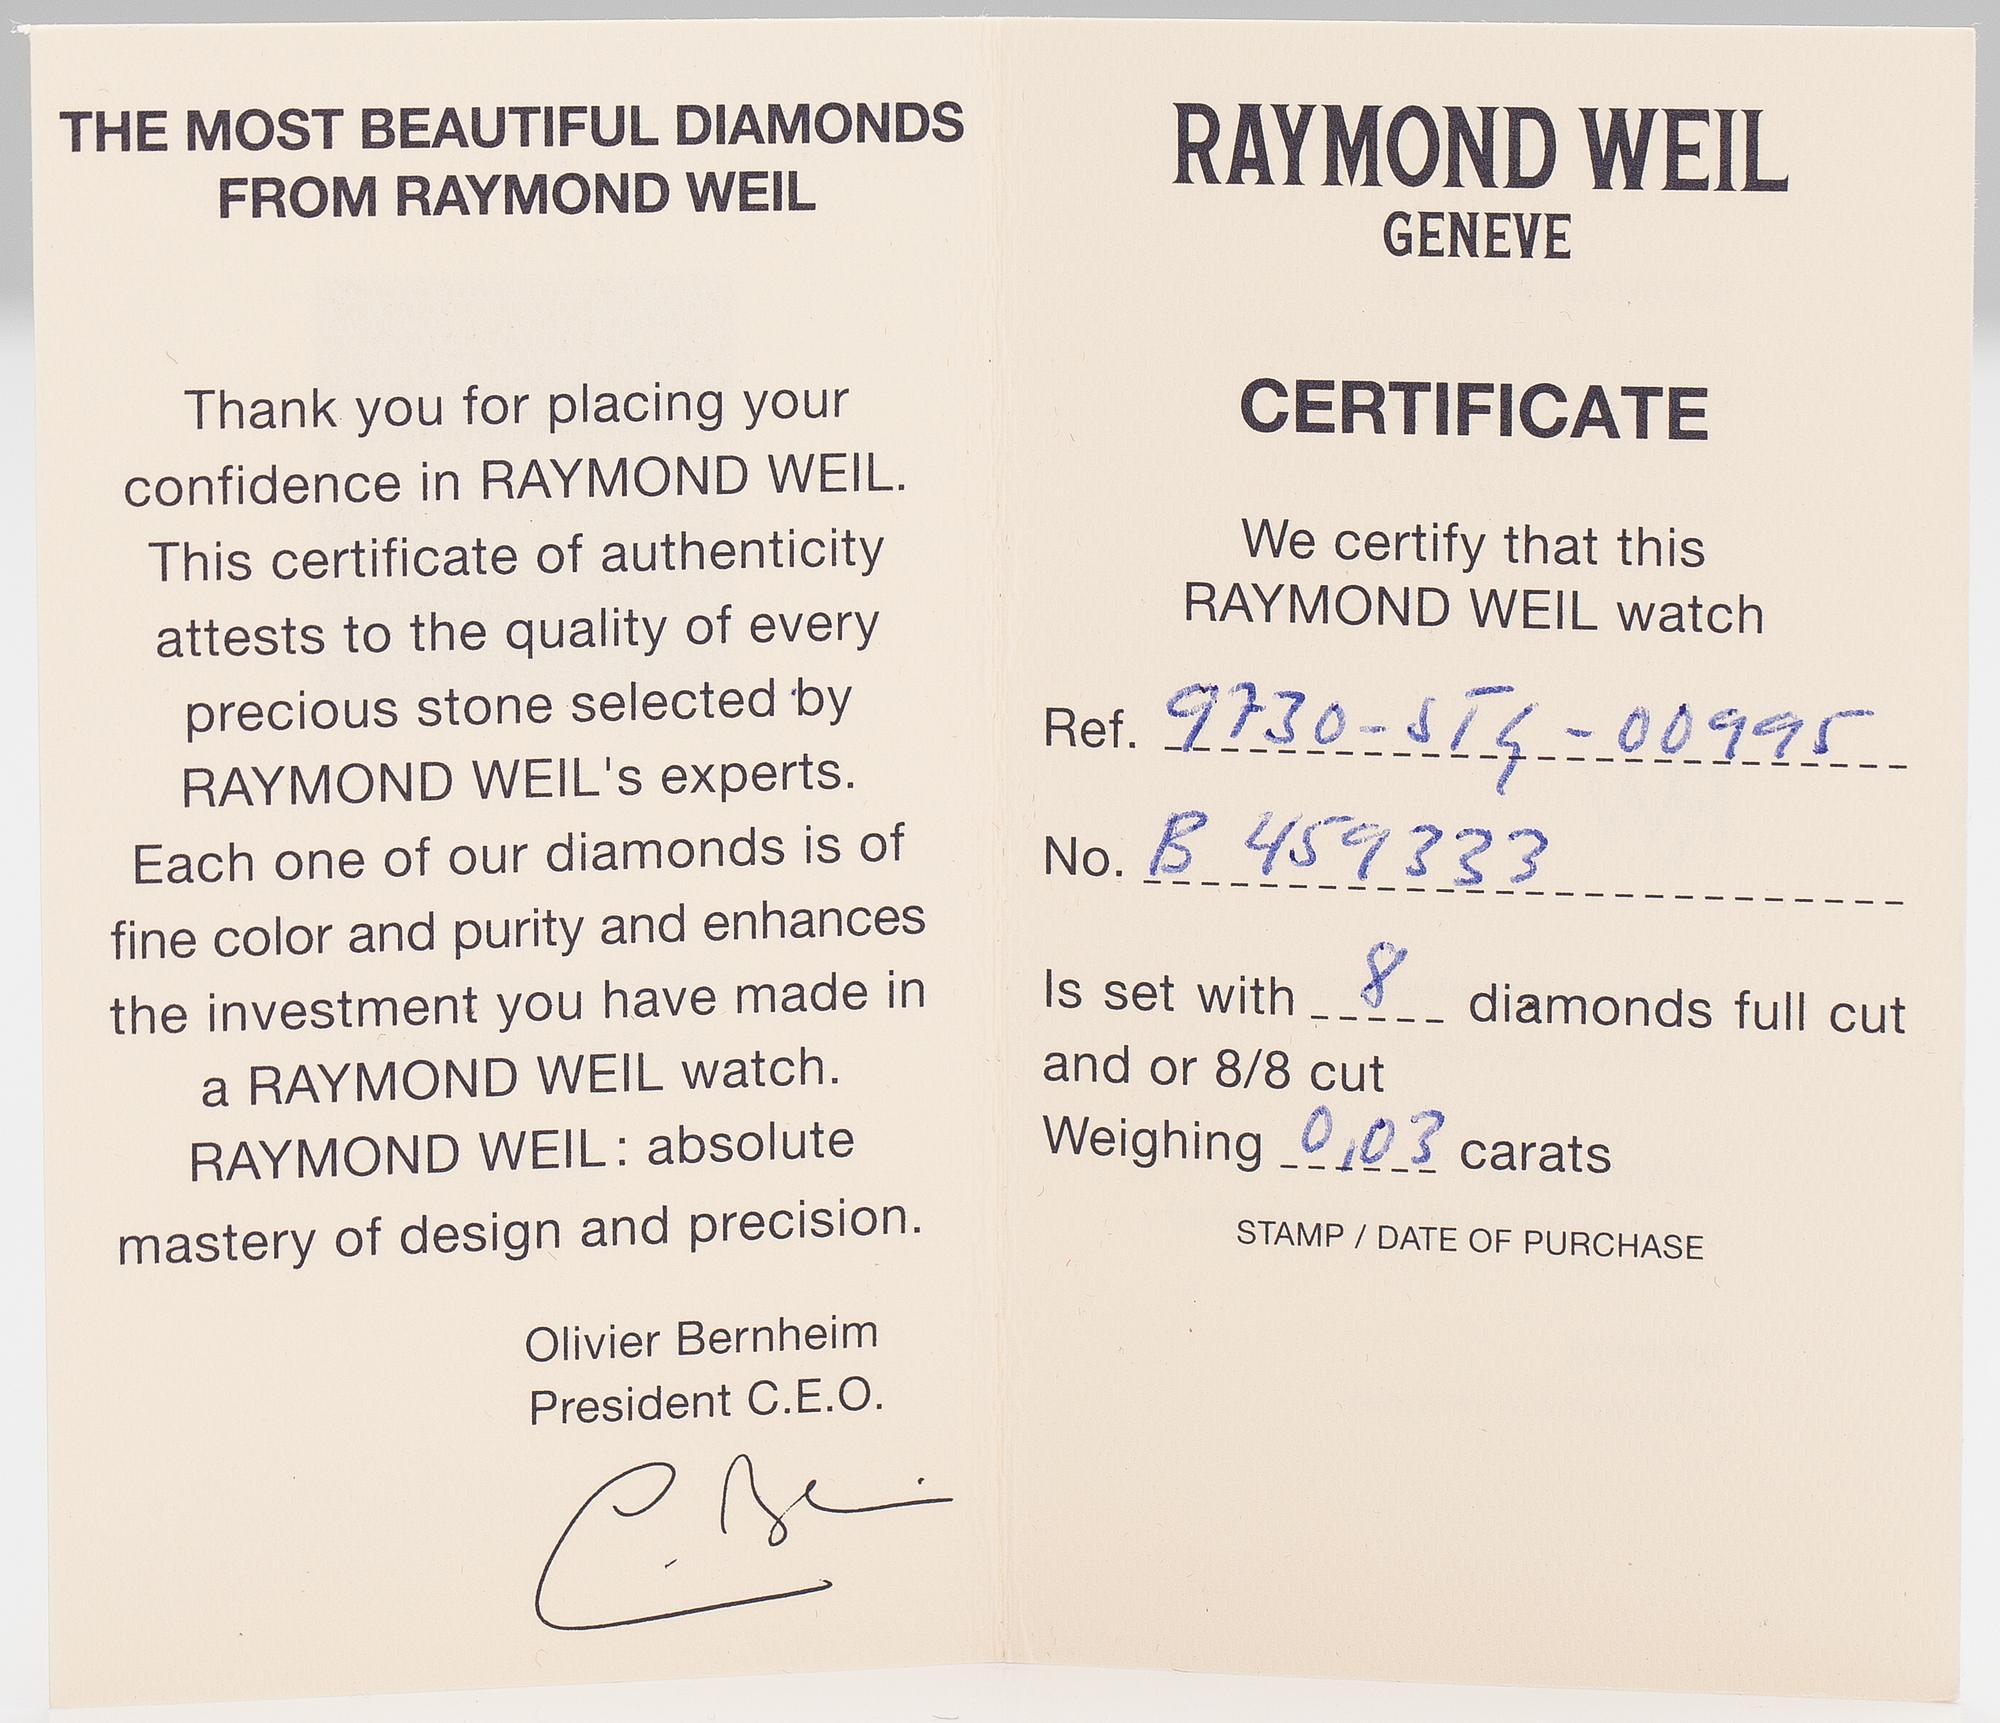 THE MOST BEAUTIFUL DIAMONDS
FROM RAYMOND WEIL
Thank you for placing your
confidence in RAYMOND WEIL.
This certificate of authenticity
attests to the quality of every
precious stone selected by
RAYMOND WEIL's experts.
Each one of our diamonds is of
fine color and purity and enhances
the investment you have made in
a RAYMOND WEIL watch.
RAYMOND WEIL: absolute
mastery of design and precision.
Olivier Bernheim
President C.E.O.
RAYMOND WEIL
GENEVE
CERTIFICATE
We certify that this
RAYMOND WEIL watch
Ref. 9730-STG-00995
No. B 459333
Is set with 8 diamonds full cut
and or 8/8 cut
Weighing 0,03 carats
STAMP / DATE OF PURCHASE